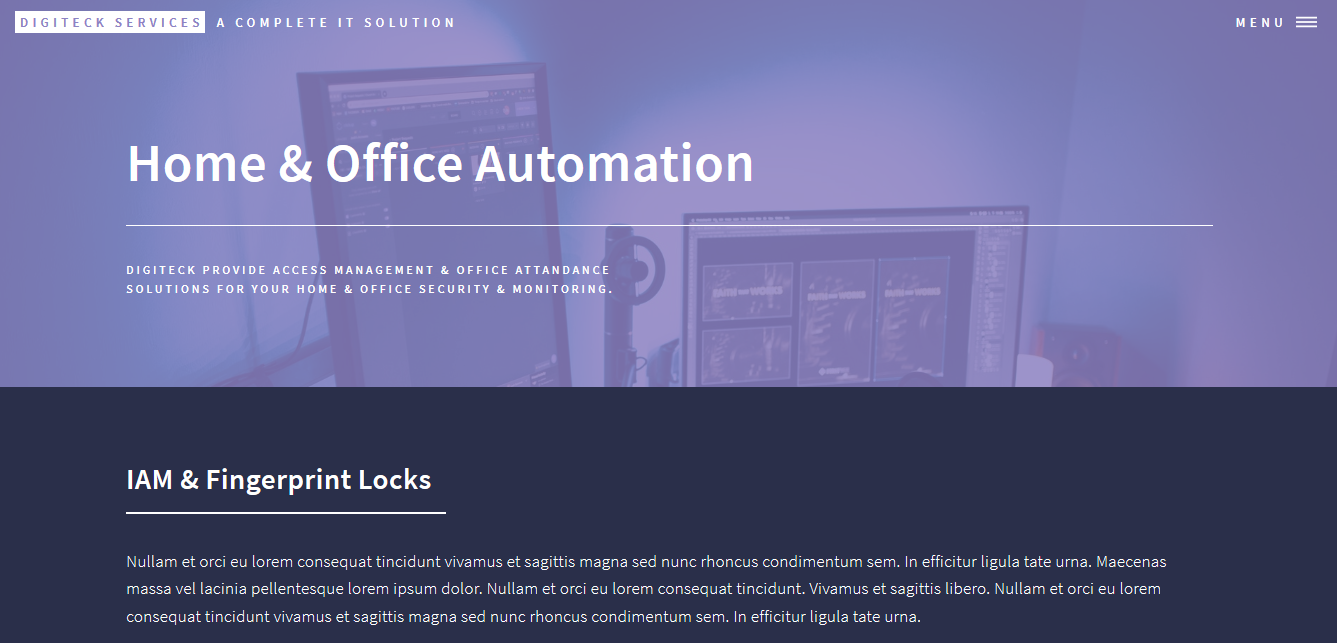 DIGITECK SERVICES A COMPLETE IT SOLUTION
MENU
Home & Office Automation
DIGITECK PROVIDE ACCESS MANAGEMENT & OFFICE ATTANDANCE
SOLUTIONS FOR YOUR HOME & OFFICE SECURITY & MONITORING.
IAM & Fingerprint Locks
Nullam et orci eu lorem consequat tincidunt vivamus et sagittis magna sed nunc rhoncus condimentum sem. In efficitur ligula tate urna. Maecenas
massa vel lacinia pellentesque lorem ipsum dolor. Nullam et orci eu lorem consequat tincidunt. Vivamus et sagittis libero. Nullam et orci eu lorem
consequat tincidunt vivamus et sagittis magna sed nunc rhoncus condimentum sem. In efficitur ligula tate urna.